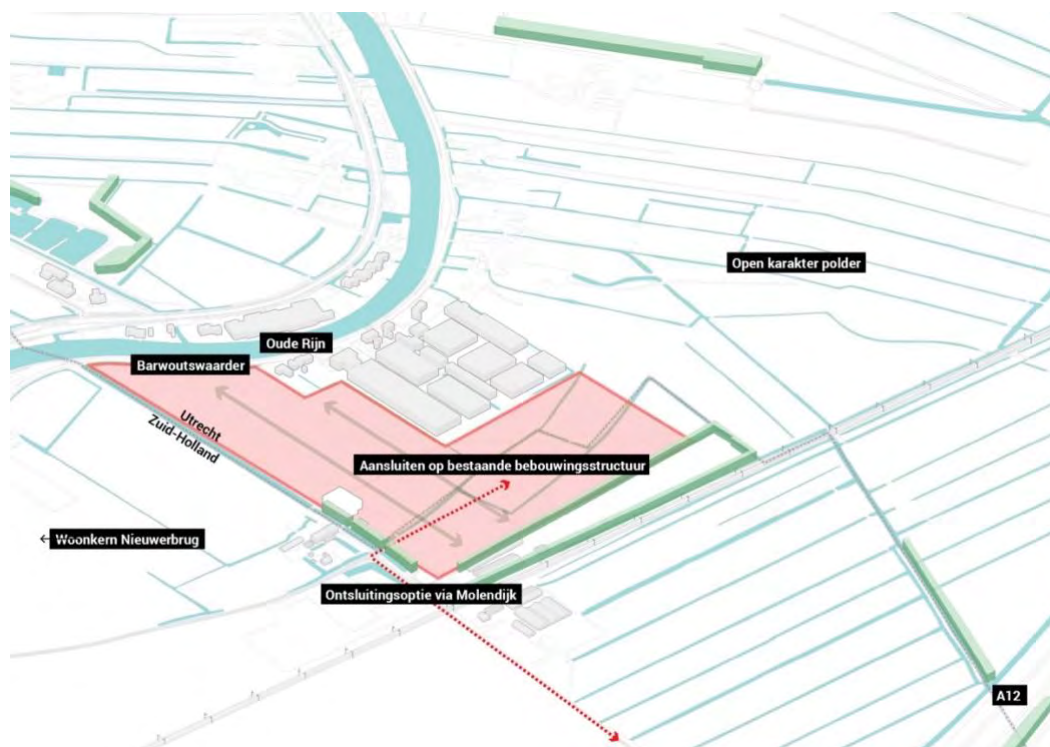 Open karakter polder
Oude Rijn
Barwoutswaarder
Utrecht
Zuid-Holland
Aansluiten op bestaande bebouwingsstructuur
Woonkern Nieuwerbrug
Ontsluitingsoptie via Molendijk
A12